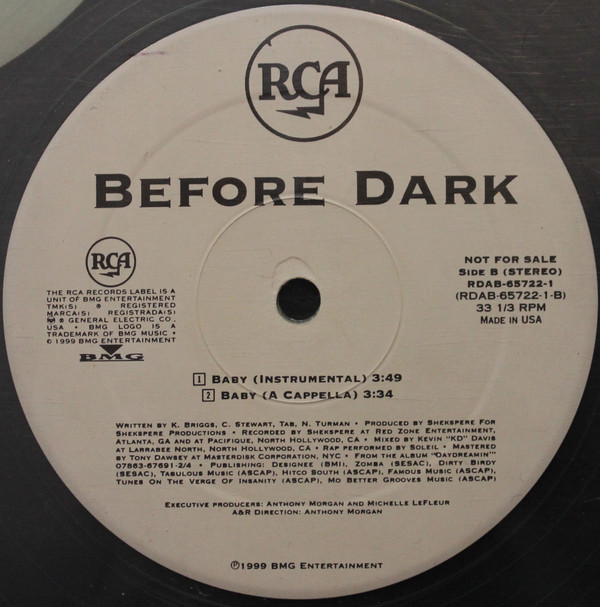 RCA
BEFORE DARK
RCA
THE RCA RECORDS LABEL IS A
UNIT OF BMG ENTERTAINMENT
TMK(S) ® REGISTERED
MARCA(S) REGISTRADA(S)
® GENERAL ELECTRIC CO.,
USA • BMG LOGO IS A
TRADEMARK OF BMG MUSIC •
© 1999 BMG ENTERTAINMENT
BMG
NOT FOR SALE
SIDE B (STEREO)
RDAB-65722-1
(RDAB-65722-1-B)
33 1/3 RPM
MADE IN USA
1 BABY (INSTRUMENTAL) 3:49
2 BABY (A CAPPELLA) 3:34
WRITTEN BY K. BRIGGS, C. STEWART, TAB, N. TURMAN • PRODUCED BY SHEKSPERE FOR
SHEKSPERE PRODUCTIONS • RECORDED BY SHEKSPERE AT RED ZONE ENTERTAINMENT,
ATLANTA, GA AND AT PACIFIQUE, NORTH HOLLYWOOD, CA • MIXED BY KEVIN "KD" DAVIS
AT LARRABEE NORTH, NORTH HOLLYWOOD, CA • RAP PERFORMED BY SOLEIL • MASTERED
BY TONY DAWSEY AT MASTERDISK CORPORATION, NYC • FROM THE ALBUM "DAYDREAMIN'"
07863-67691-2/4 • PUBLISHING: DESIGNEE (BMI), ZOMBA (SESAC), DIRTY BIRDY
(SESAC), TABULOUS MUSIC (ASCAP), HITCO SOUTH (ASCAP), FAMOUS MUSIC (ASCAP),
TUNES ON THE VERGE OF INSANITY (ASCAP), MO BETTER GROOVES MUSIC (ASCAP)
EXECUTIVE PRODUCERS: ANTHONY MORGAN AND MICHELLE LEFLEUR
A&R DIRECTION: ANTHONY MORGAN
℗1999 BMG ENTERTAINMENT